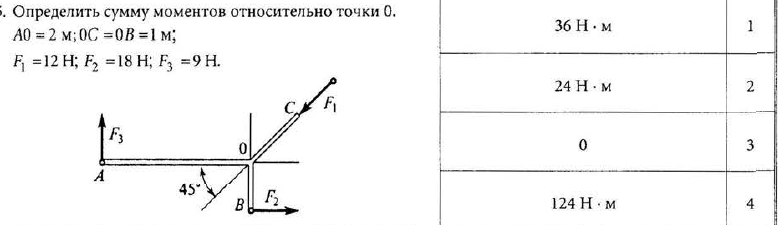 5. Определить сумму моментов относительно точки 0.
A0 = 2 м; 0C = 0B = 1 м;
F₁ = 12 Н; F₂ = 18 Н; F₃ = 9 Н.
C
F₁
F₃
0
A
45°
B
F₂
36 Н · м 1
24 Н · м 2
0 3
124 Н · м 4